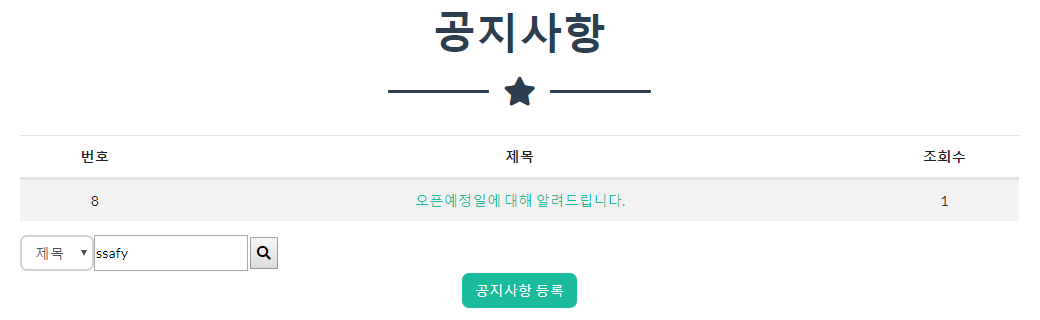 공지사항
번호 제목 조회수
8 오픈예정일에 대해 알려드립니다. 1
제목 ssafy
공지사항 등록